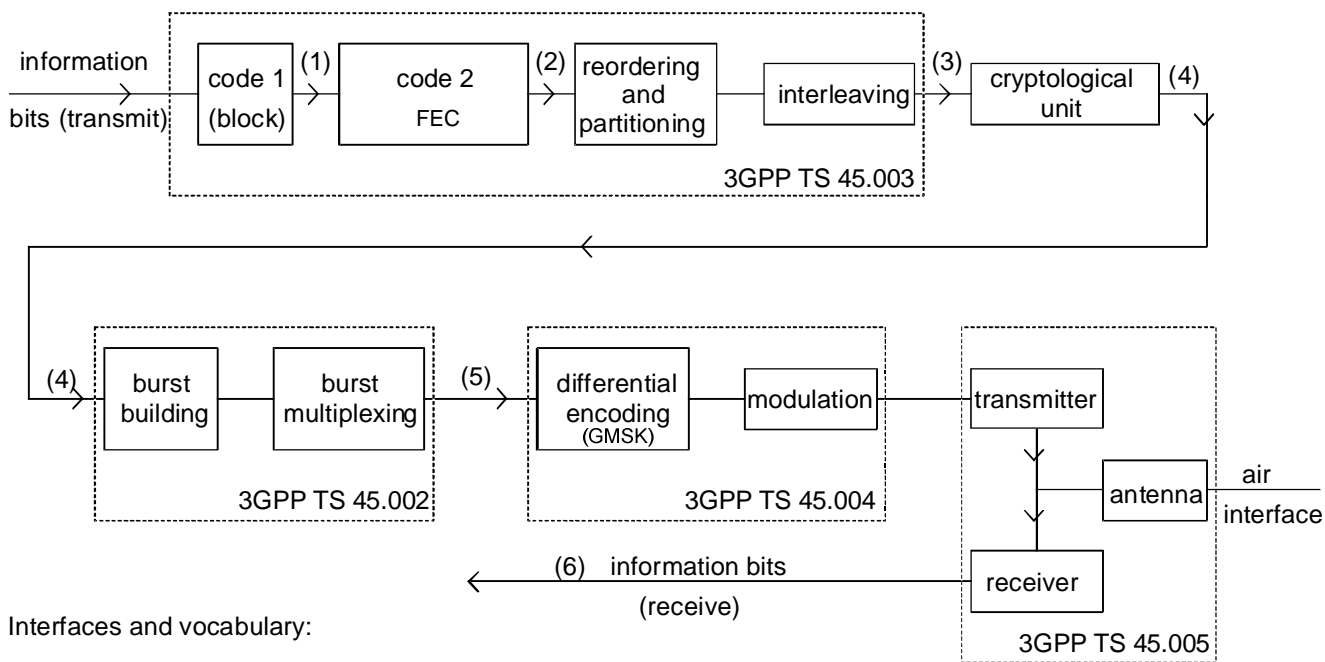 information
bits (transmit)
code 1
(block)
(1)
code 2
FEC
(2)
reordering
and
partitioning
interleaving
(3)
cryptological
unit
(4)
3GPP TS 45.003
(4)
burst
building
burst
multiplexing
(5)
3GPP TS 45.002
differential
encoding
(GMSK)
modulation
3GPP TS 45.004
transmitter
antenna
air
interface
receiver
3GPP TS 45.005
(6) information bits
(receive)
Interfaces and vocabulary: